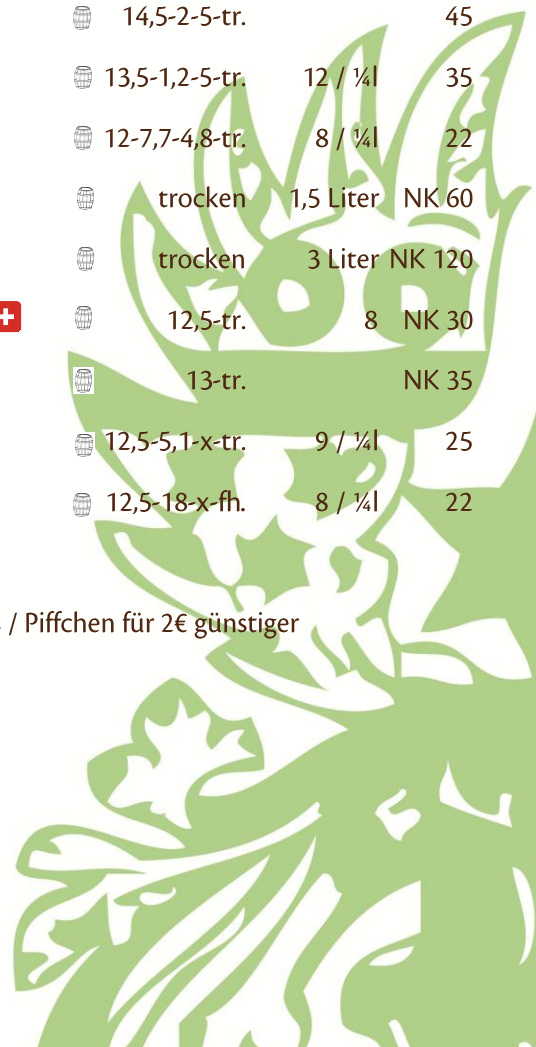 14,5-2-5-tr. 45
13,5-1,2-5-tr. 12 / ¼l 35
12-7,7-4,8-tr. 8 / ¼l 22
trocken 1,5 Liter NK 60
trocken 3 Liter NK 120
12,5-tr. 8 NK 30
13-tr. NK 35
12,5-5,1-x-tr. 9 / ¼l 25
12,5-18-x-fh. 8 / ¼l 22
/ Piffchen für 2€ günstiger